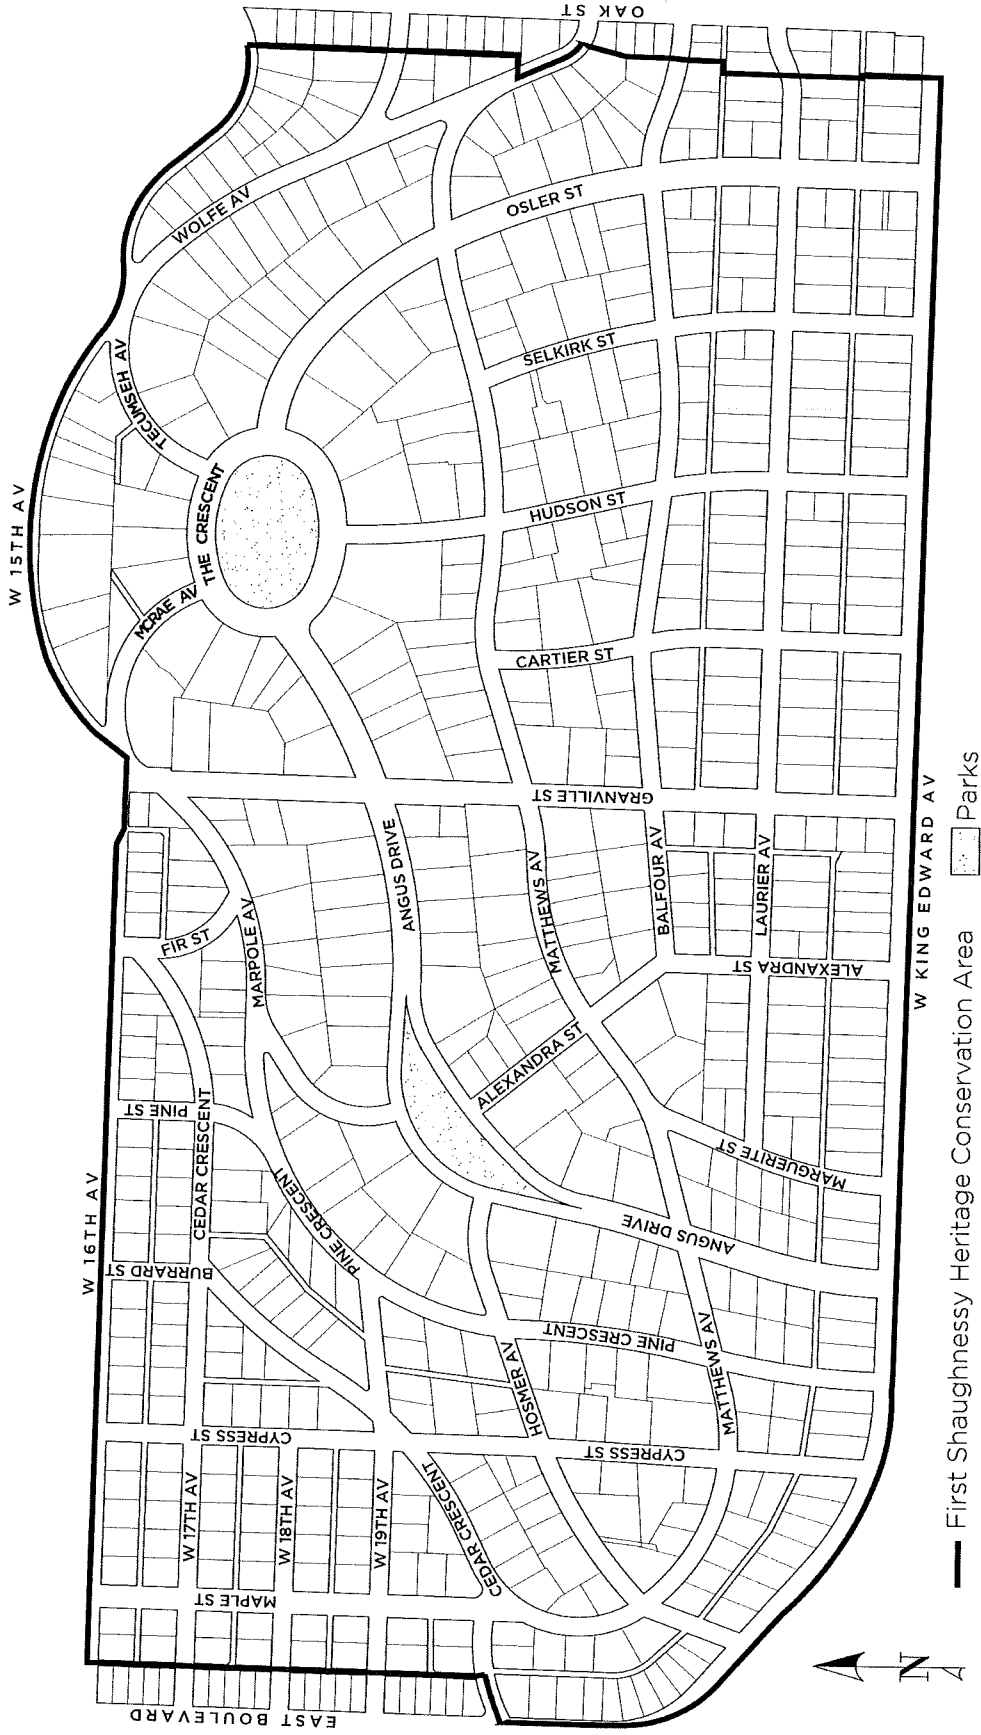 OAK ST
WOLFE AV
OSLER ST
SELKIRK ST
TECUMSEH AV
THE CRESCENT
W 15TH AV
HUDSON ST
MCRAE AV
CARTIER ST
GRANVILLE ST
ANGUS DRIVE
MATTHEWS AV
BALFOUR AV
LAURIER AV
W KING EDWARD AV
FIR ST
MARPOLE AV
ALEXANDRA ST
ALEXANDRA ST
PINE ST
CEDAR CRESCENT
MARGUERITE ST
W 16TH AV
PINE CRESCENT
ANGUS DRIVE
BURRARD ST
PINE CRESCENT
HOSMER AV
MATTHEWS AV
CYPRESS ST
CYPRESS ST
W 17TH AV
W 18TH AV
W 19TH AV
CEDAR CRESCENT
MAPLE ST
EAST BOULEVARD
N
First Shaughnessy Heritage Conservation Area
Parks